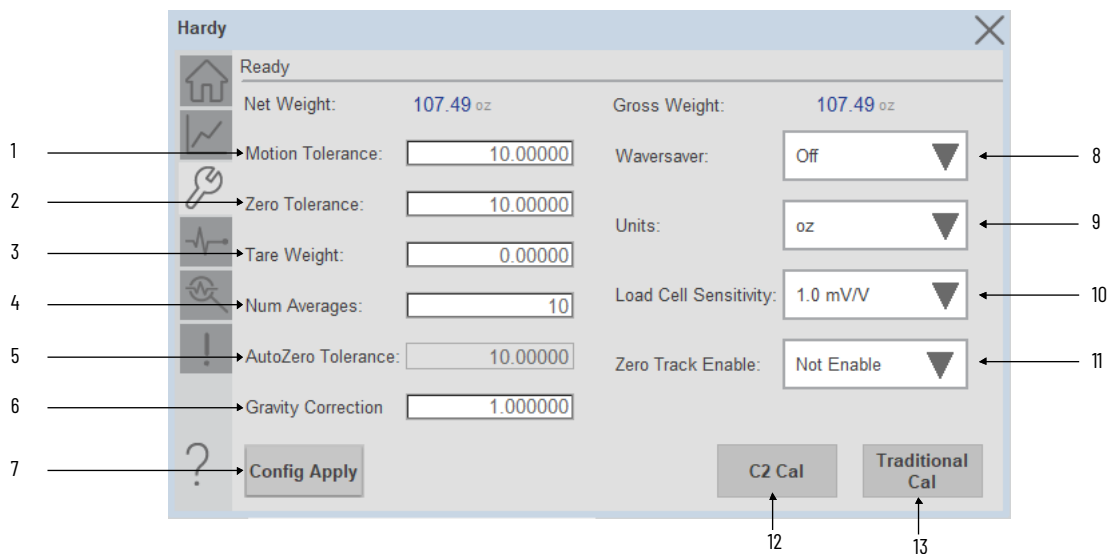 Hardy
Ready
Net Weight: 107.49 oz Gross Weight: 107.49 oz
1 Motion Tolerance: 10.00000 Waversaver: Off 8
2 Zero Tolerance: 10.00000
Units: oz 9
3 Tare Weight: 0.00000
4 Num Averages: 10 Load Cell Sensitivity: 1.0 mV/V 10
5 AutoZero Tolerance: 10.00000 Zero Track Enable: Not Enable 11
6 Gravity Correction 1.000000
7 ? Config Apply C2 Cal Traditional
Cal
12 13